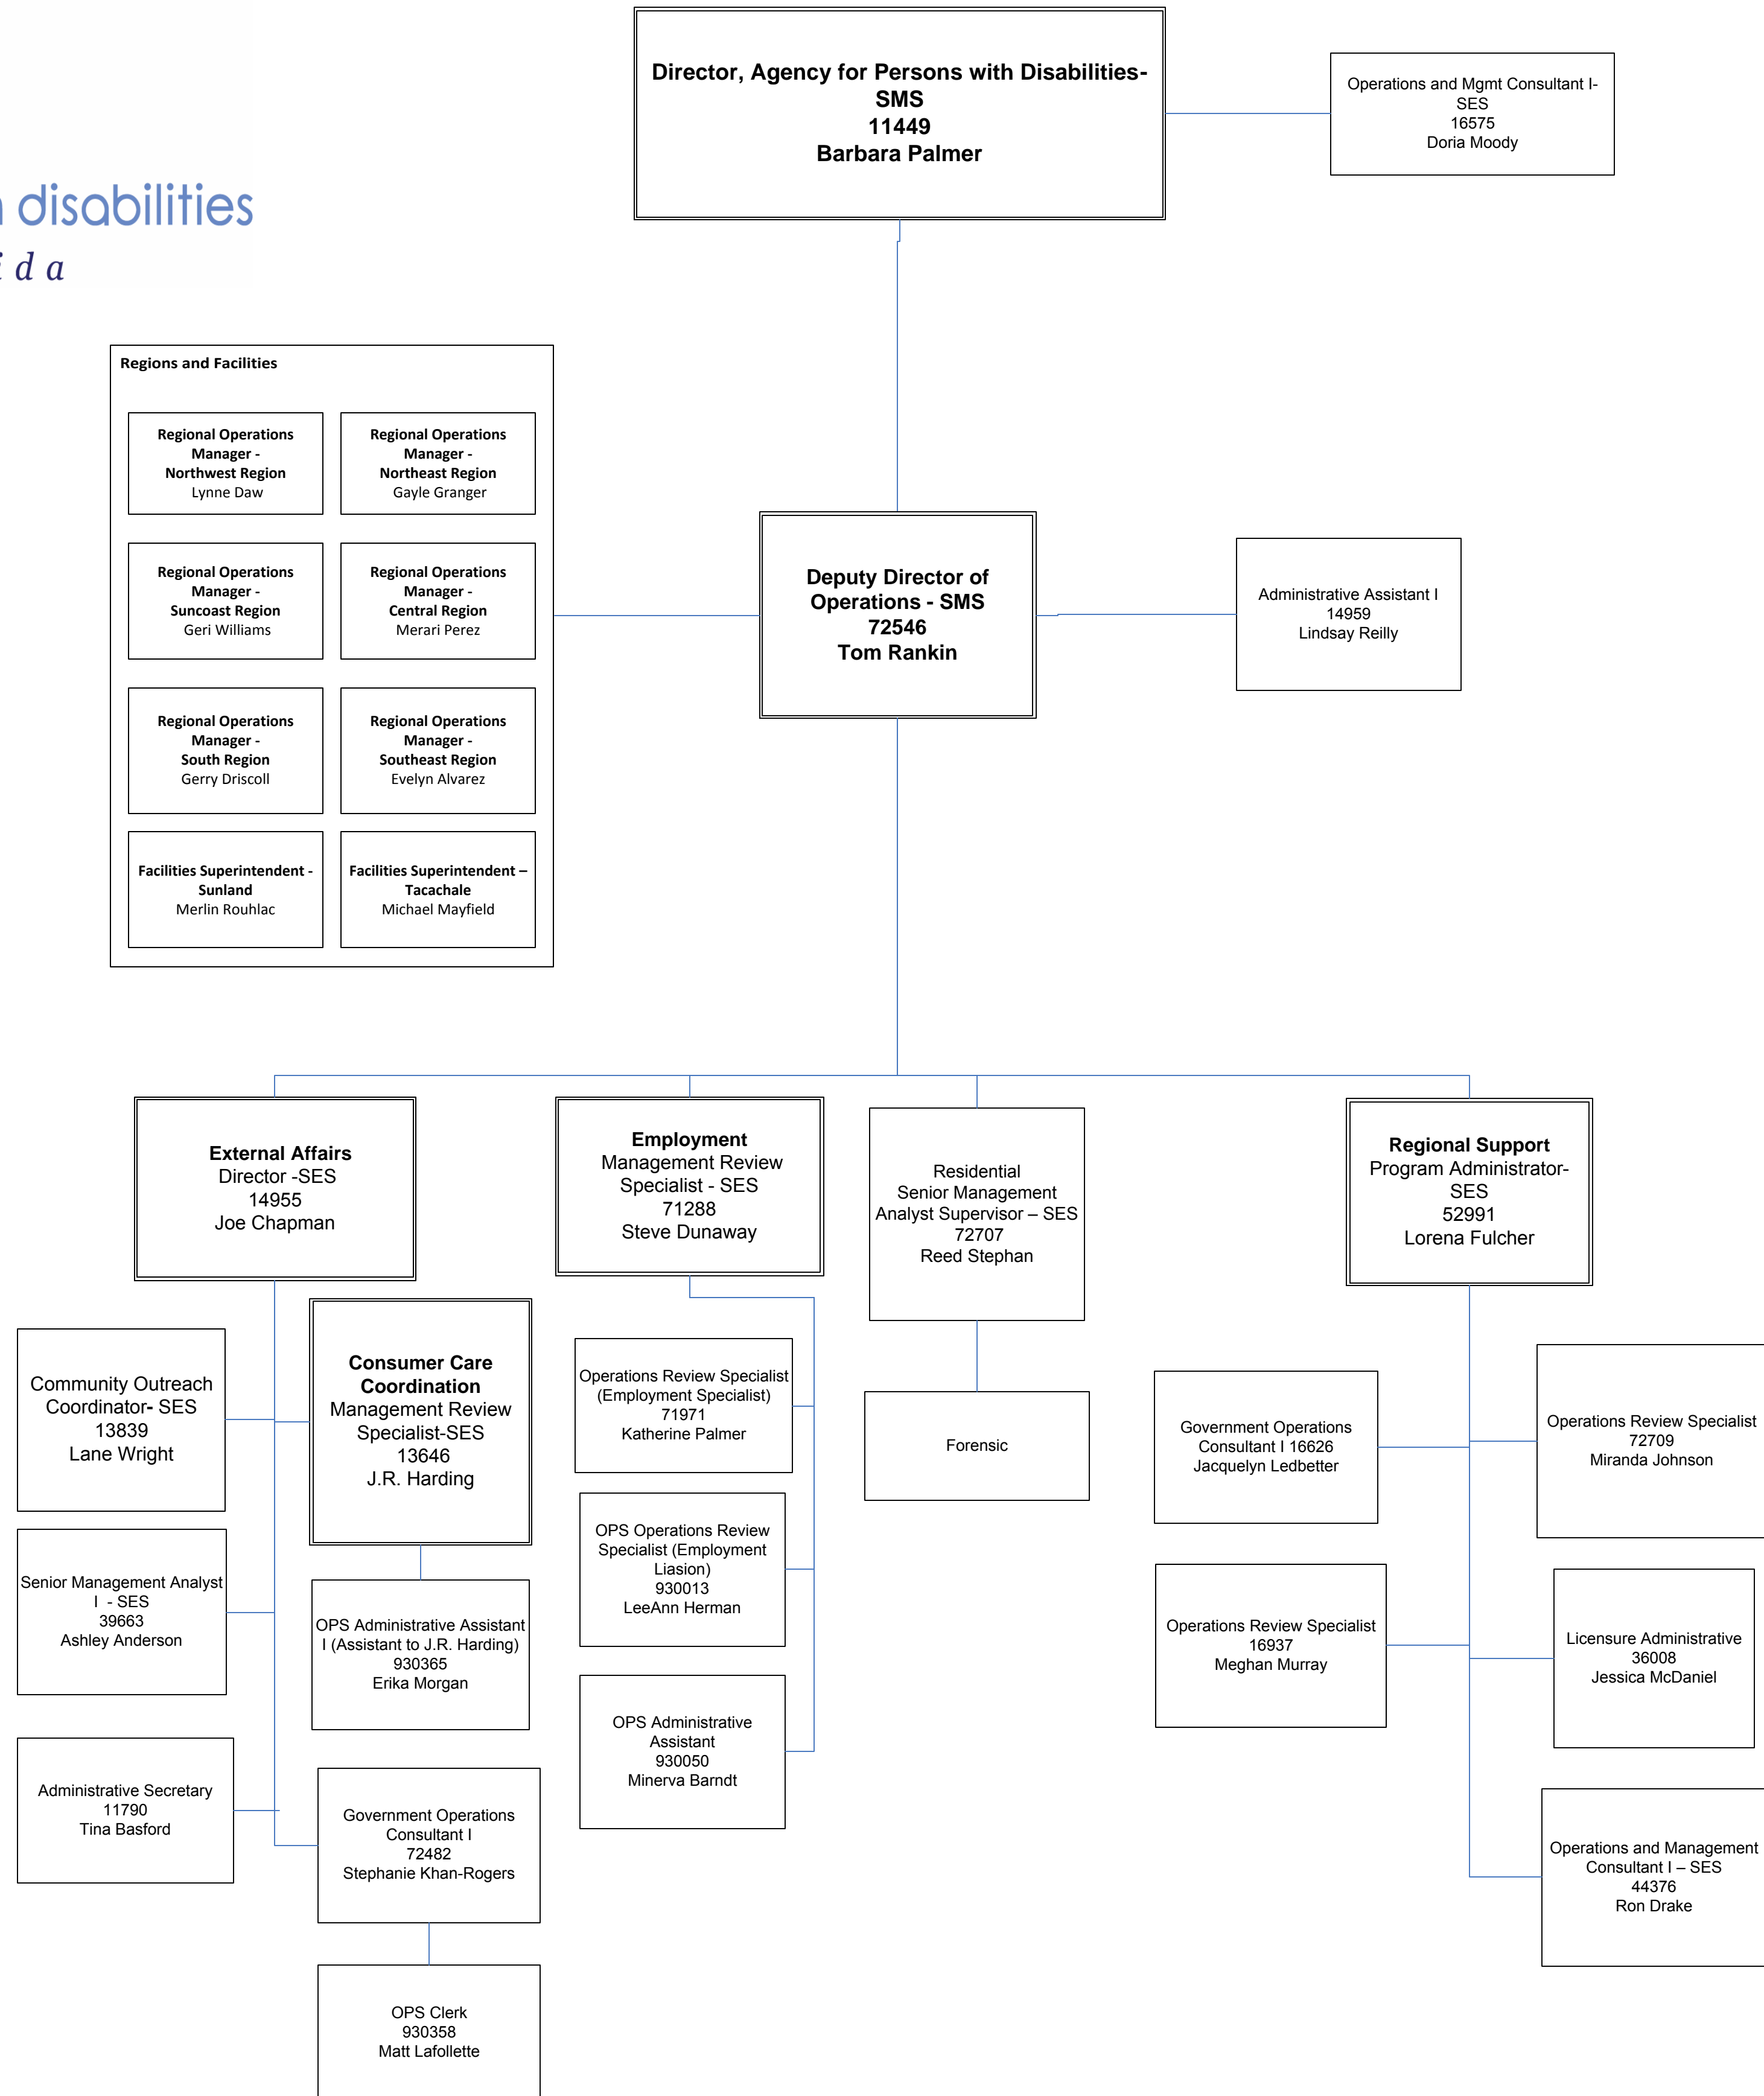 Director, Agency for Persons with Disabilities-
SMS
11449
Barbara Palmer
Operations and Mgmt Consultant I-
SES
16575
Doria Moody
disabilities
Regions and Facilities
Regional Operations
Manager -
Northwest Region
Lynne Daw
Regional Operations
Manager -
Northeast Region
Gayle Granger
Regional Operations
Manager -
Suncoast Region
Geri Williams
Regional Operations
Manager -
Central Region
Merari Perez
Regional Operations
Manager -
South Region
Gerry Driscoll
Regional Operations
Manager -
Southeast Region
Evelyn Alvarez
Facilities Superintendent -
Sunland
Merlin Rouhlac
Facilities Superintendent –
Tacachale
Michael Mayfield
Deputy Director of
Operations - SMS
72546
Tom Rankin
Administrative Assistant I
14959
Lindsay Reilly
External Affairs
Director -SES
14955
Joe Chapman
Employment
Management Review
Specialist - SES
71288
Steve Dunaway
Residential
Senior Management
Analyst Supervisor – SES
72707
Reed Stephan
Regional Support
Program Administrator-
SES
52991
Lorena Fulcher
Community Outreach
Coordinator- SES
13839
Lane Wright
Consumer Care
Coordination
Management Review
Specialist-SES
13646
J.R. Harding
Senior Management Analyst
I - SES
39663
Ashley Anderson
OPS Administrative Assistant
I (Assistant to J.R. Harding)
930365
Erika Morgan
Administrative Secretary
11790
Tina Basford
Government Operations
Consultant I
72482
Stephanie Khan-Rogers
OPS Clerk
930358
Matt Lafollette
Operations Review Specialist
(Employment Specialist)
71971
Katherine Palmer
OPS Operations Review
Specialist (Employment
Liasion)
930013
LeeAnn Herman
OPS Administrative
Assistant
930050
Minerva Barndt
Forensic
Government Operations
Consultant I 16626
Jacquelyn Ledbetter
Operations Review Specialist
72709
Miranda Johnson
Operations Review Specialist
16937
Meghan Murray
Licensure Administrative
36008
Jessica McDaniel
Operations and Management
Consultant I – SES
44376
Ron Drake